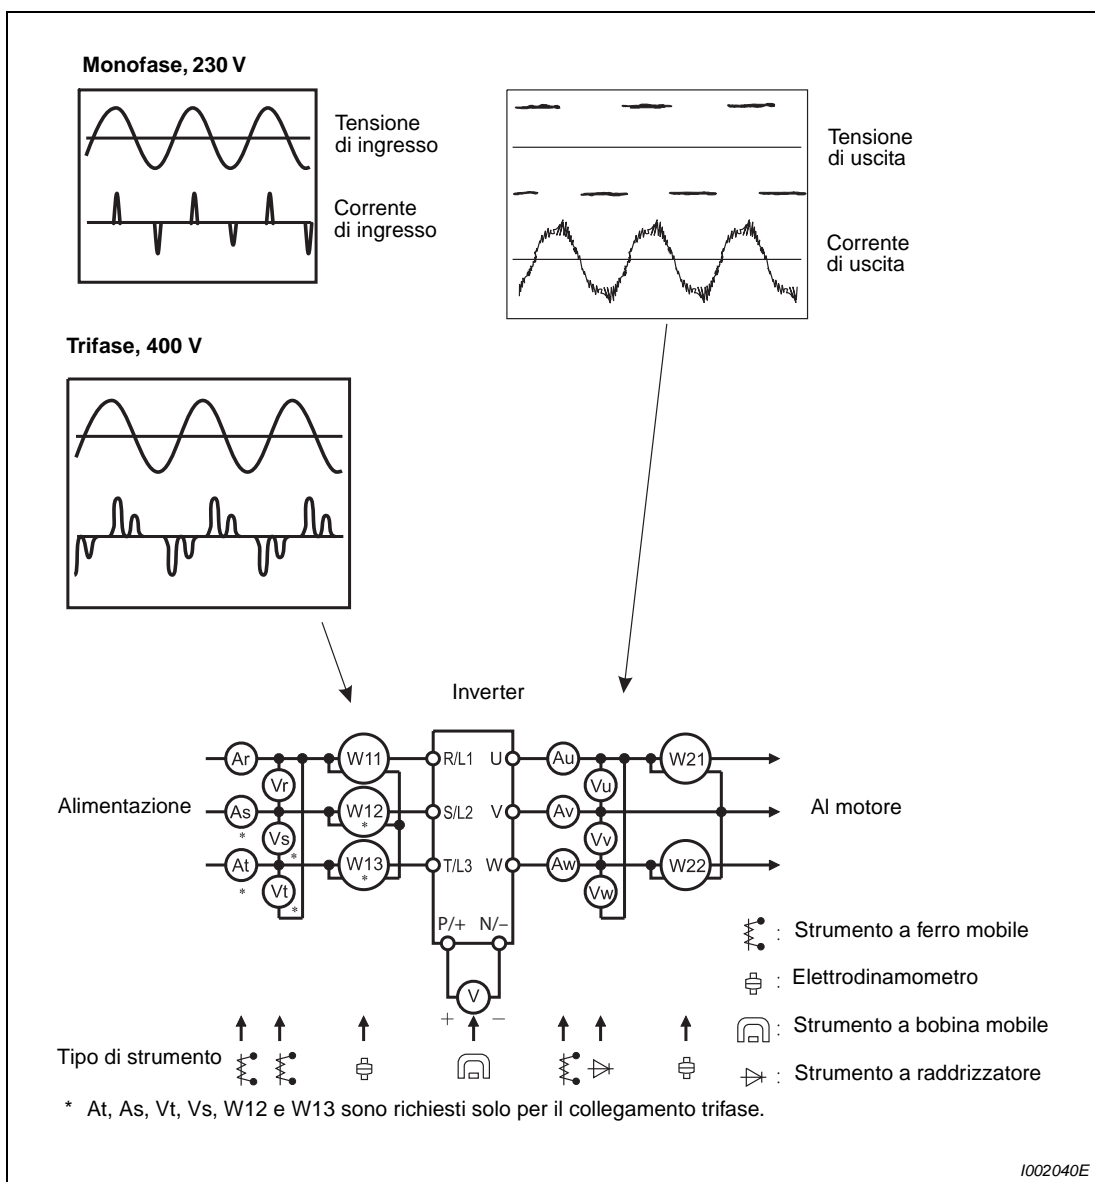 Monofase, 230 V
Tensione
di ingresso
Corrente
di ingresso
Tensione
di uscita
Corrente
di uscita
Trifase, 400 V
Inverter
Ar
W11
R/L1
U
Au
W21
Vr
Vu
Alimentazione
As
*
W12
*
S/L2
V
Av
Al motore
Vs
*
Vv
At
*
W13
*
T/L3
W
Aw
W22
Vt
*
Vw
P/+ N/−
V
+ −
: Strumento a ferro mobile
: Elettrodinamometro
: Strumento a bobina mobile
: Strumento a raddrizzatore
Tipo di strumento
* At, As, Vt, Vs, W12 e W13 sono richiesti solo per il collegamento trifase.
I002040E